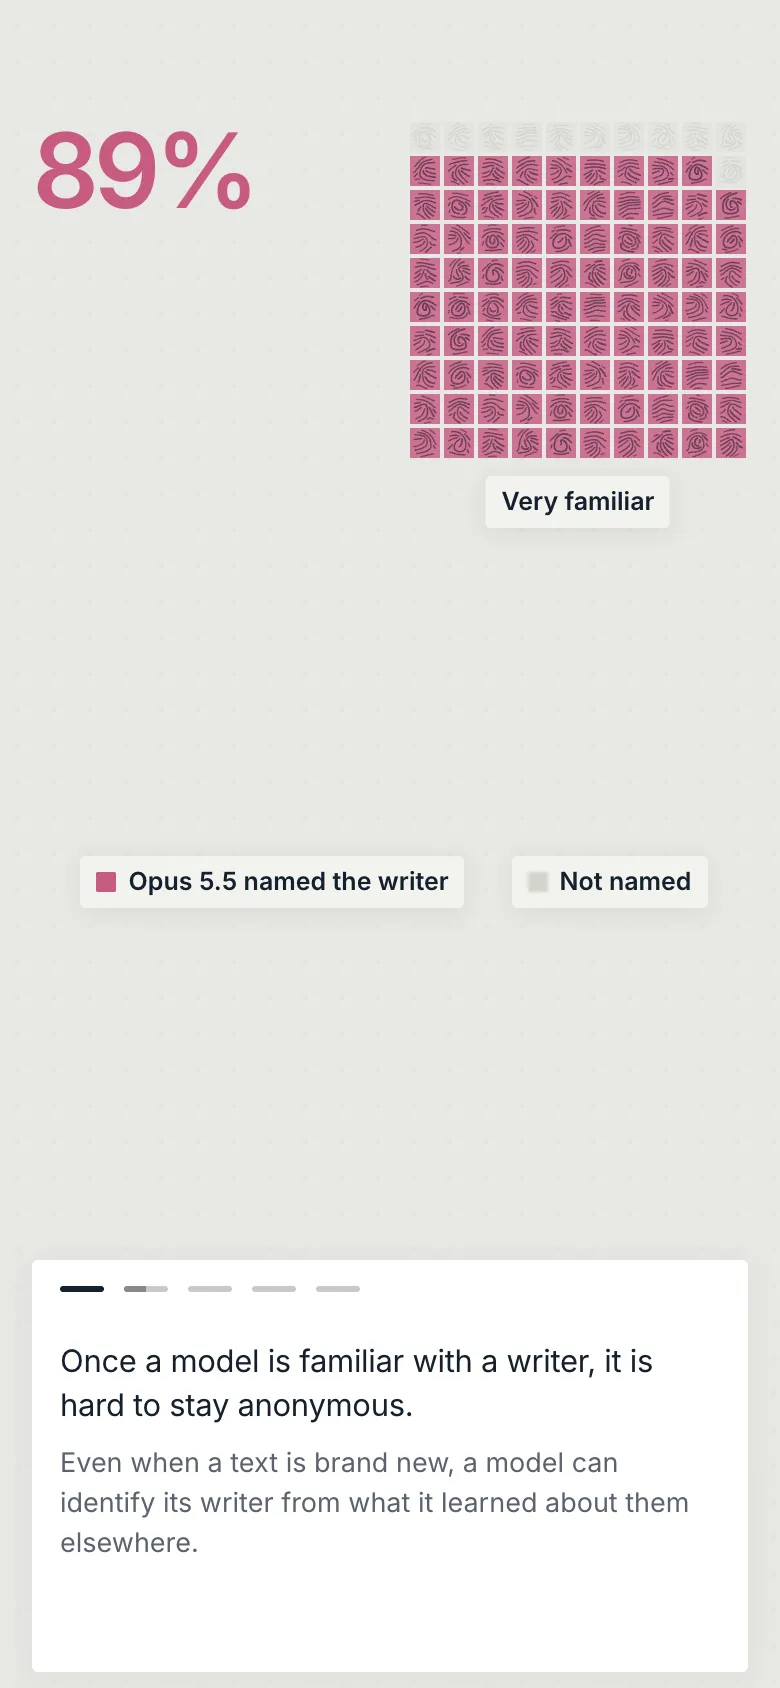 89%
Very familiar
Opus 5.5 named the writer
Not named
Once a model is familiar with a writer, it is
hard to stay anonymous.
Even when a text is brand new, a model can
identify its writer from what it learned about them
elsewhere.